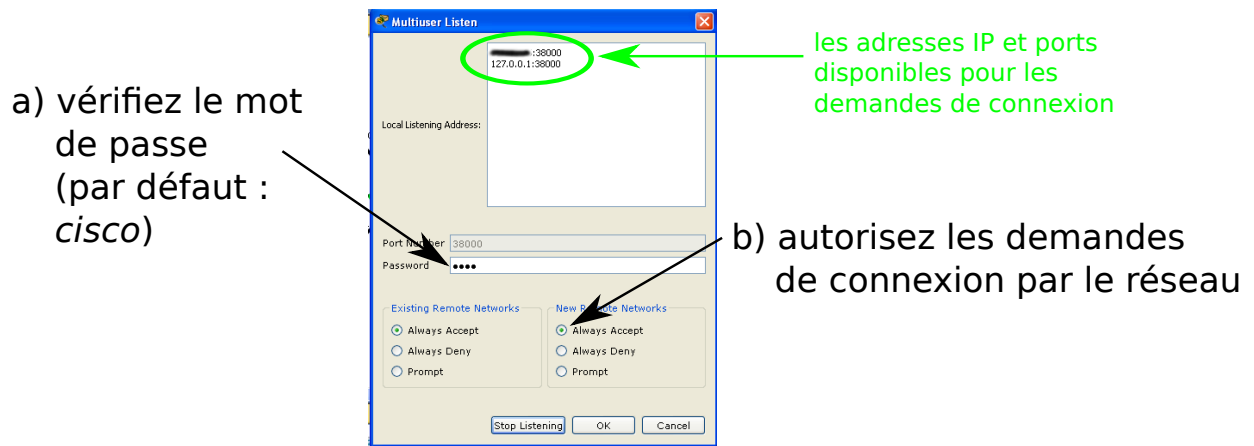 Multiuser Listen
:38000
127.0.0.1:38000
les adresses IP et ports
disponibles pour les
demandes de connexion
a) vérifiez le mot
de passe
(par défaut :
cisco)
Local Listening Address:
b) autorisez les demandes
de connexion par le réseau
Port Number 38000
Password ••••
Existing Remote Networks New Remote Networks
Always Accept Always Accept
Always Deny Always Deny
Prompt Prompt
Stop Listening OK Cancel